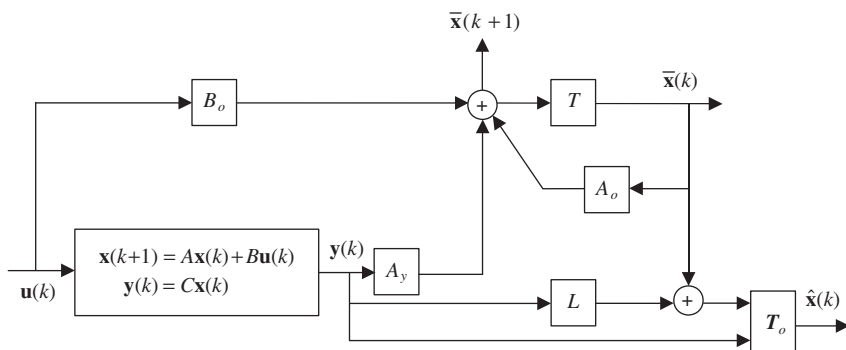 x̅(k+1)
B_o
+
T
x̅(k)
A_o
x(k+1) = Ax(k)+Bu(k)
y(k) = Cx(k)
u(k)
y(k)
A_y
L
+
T_o
x̂(k)